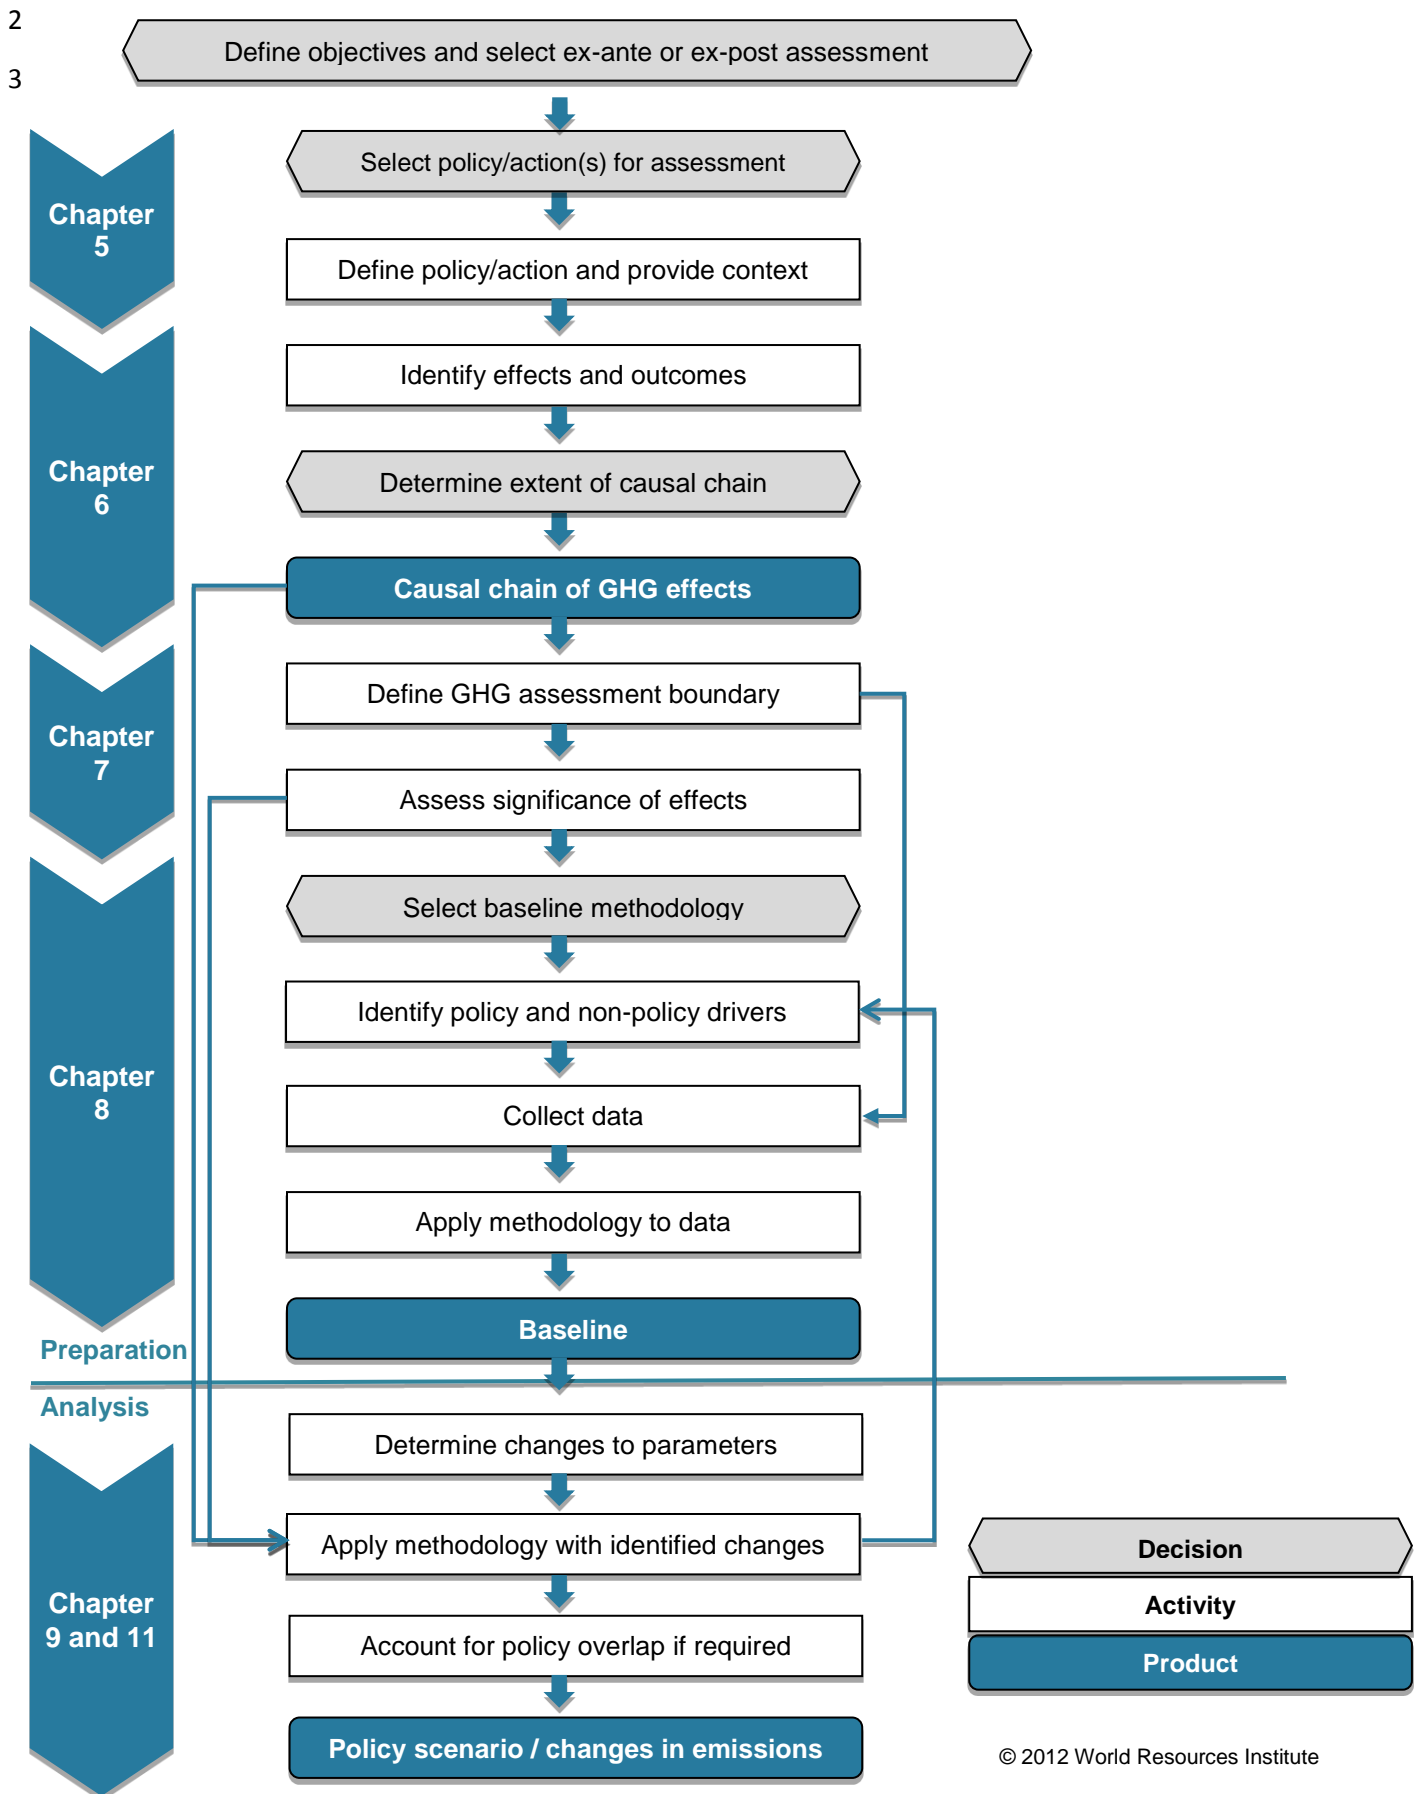 2
Define objectives and select ex-ante or ex-post assessment
3
Select policy/action(s) for assessment
Chapter
5
Define policy/action and provide context
Identify effects and outcomes
Chapter
6
Determine extent of causal chain
Causal chain of GHG effects
Define GHG assessment boundary
Chapter
7
Assess significance of effects
Select baseline methodology
Identify policy and non-policy drivers
Chapter
8
Collect data
Apply methodology to data
Baseline
Preparation
Analysis
Determine changes to parameters
Apply methodology with identified changes
Chapter
9 and 11
Account for policy overlap if required
Policy scenario / changes in emissions
Decision
Activity
Product
© 2012 World Resources Institute